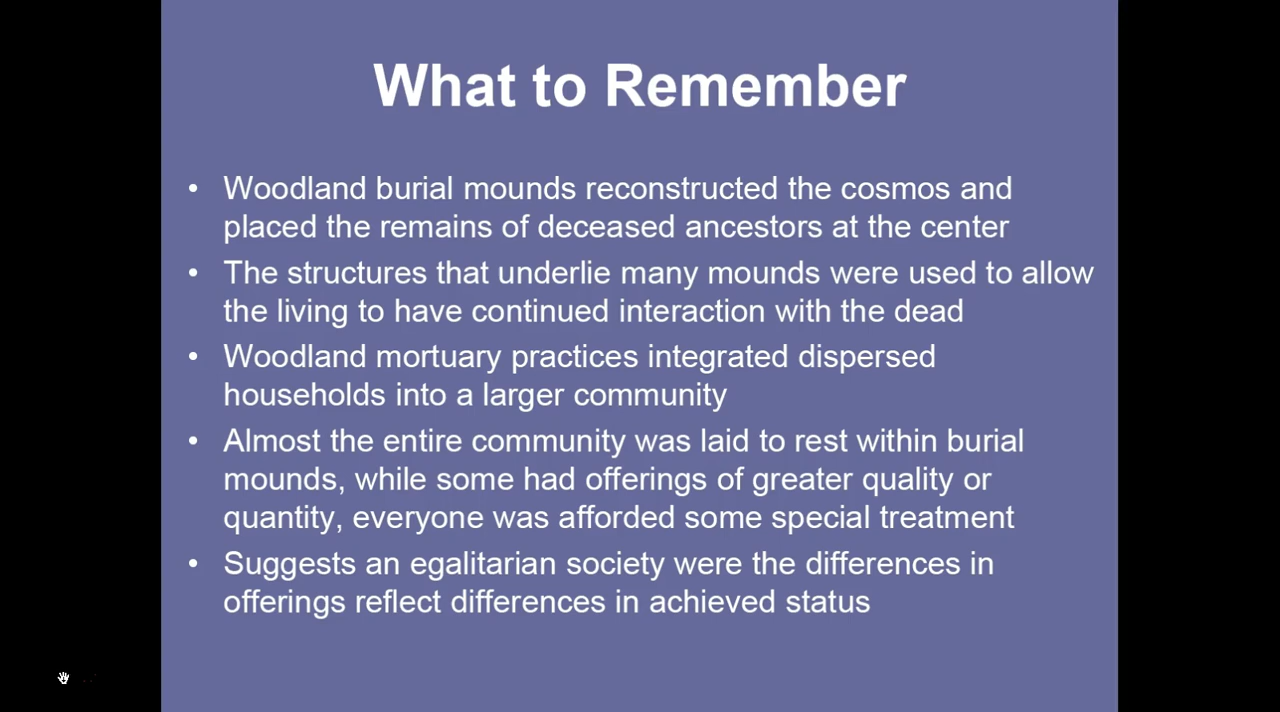 What to Remember
• Woodland burial mounds reconstructed the cosmos and
placed the remains of deceased ancestors at the center
• The structures that underlie many mounds were used to allow
the living to have continued interaction with the dead
• Woodland mortuary practices integrated dispersed
households into a larger community
• Almost the entire community was laid to rest within burial
mounds, while some had offerings of greater quality or
quantity, everyone was afforded some special treatment
• Suggests an egalitarian society were the differences in
offerings reflect differences in achieved status